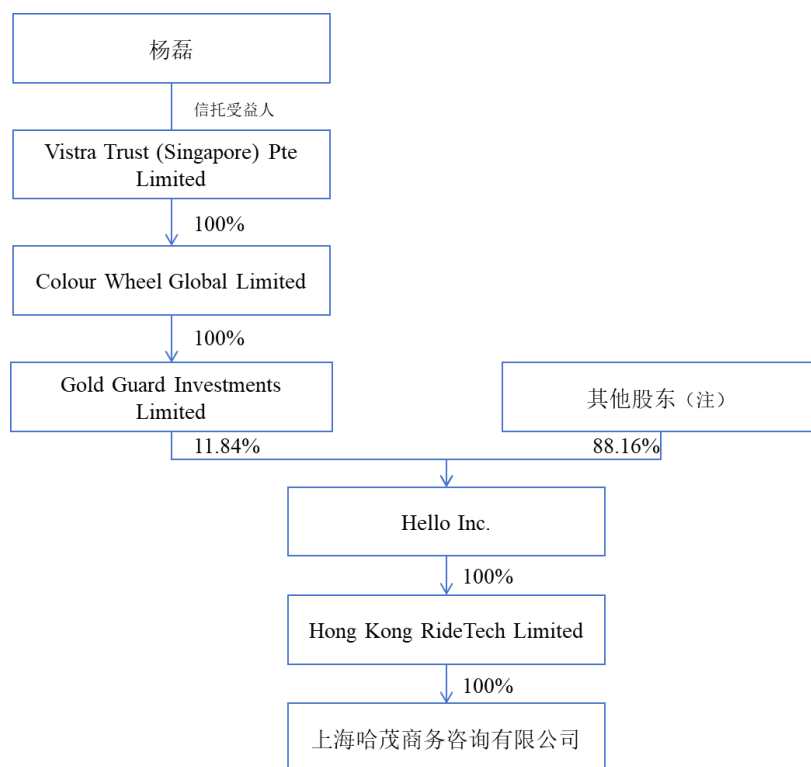 杨磊
信托受益人
Vistra Trust (Singapore) Pte
Limited
100%
Colour Wheel Global Limited
100%
Gold Guard Investments
Limited
其他股东（注）
11.84%
88.16%
Hello Inc.
100%
Hong Kong RideTech Limited
100%
上海哈茂商务咨询有限公司